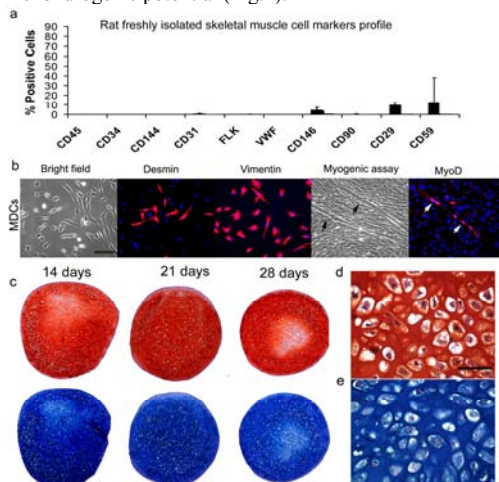 a
Rat freshly isolated skeletal muscle cell markers profile
% Positive Cells
90
80
70
60
50
40
30
20
10
0
CD45
CD34
CD144
CD31
FLK
VWF
CD146
CD90
CD29
CD59
b
Bright field Desmin Vimentin Myogenic assay MyoD
MDCs
c
14 days 21 days 28 days
d
e